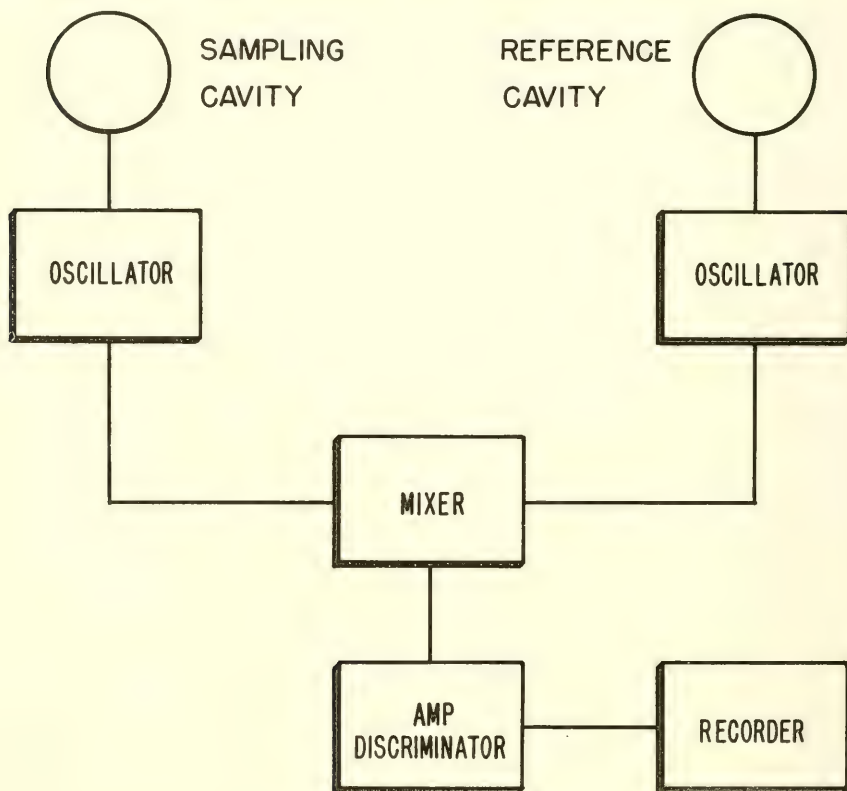 SAMPLING
CAVITY
REFERENCE
CAVITY
OSCILLATOR
OSCILLATOR
MIXER
AMP
DISCRIMINATOR
RECORDER